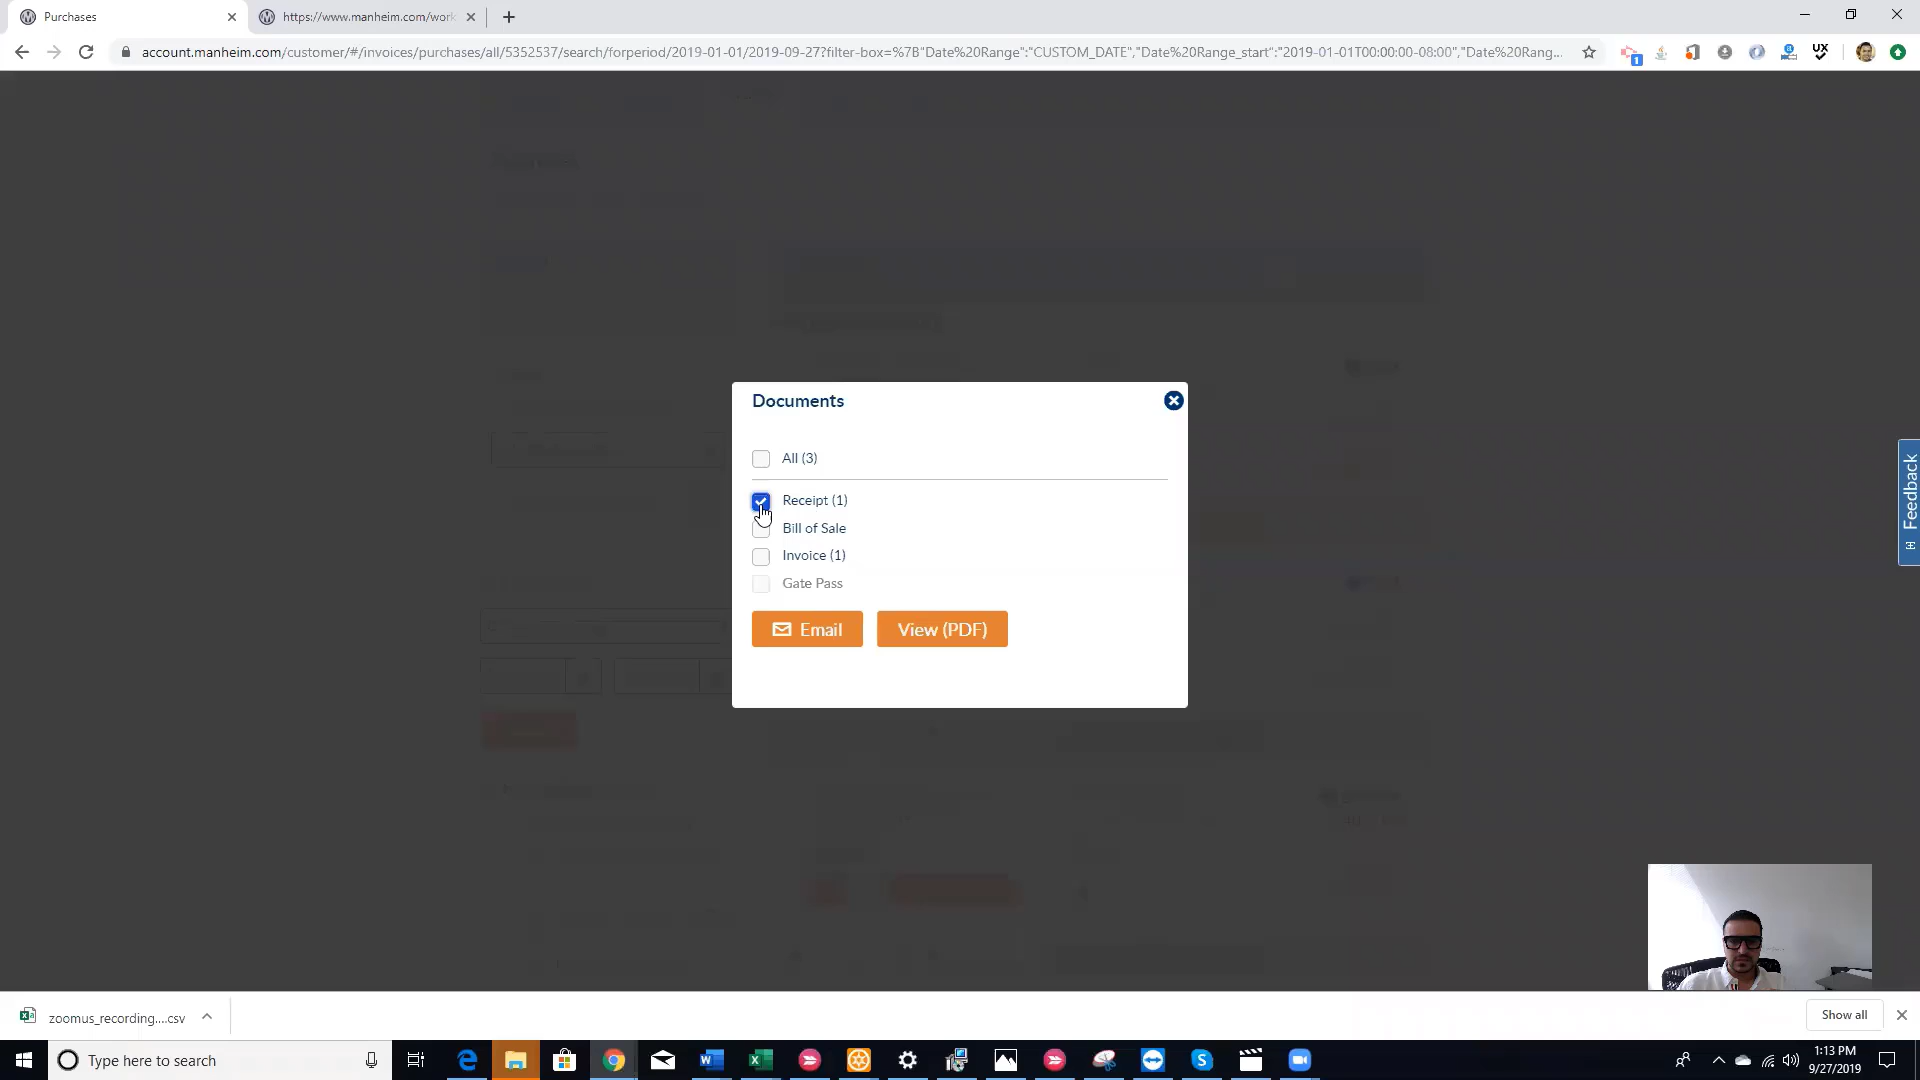 Purchases
https://www.manheim.com/work
account.manheim.com/customer/#/invoices/purchases/all/5352537/search/forperiod/2019-01-01/2019-09-27?filter-box=%7B"Date%20Range":"CUSTOM_DATE","Date%20Range_start":"2019-01-01T00:00:00-08:00","Date%20Rang...
1
UX
Documents
All (3)
Receipt (1)
Bill of Sale
Invoice (1)
Gate Pass
Email
View (PDF)
Feedback
zoomus_recording....csv
Show all
Type here to search
1:13 PM
9/27/2019